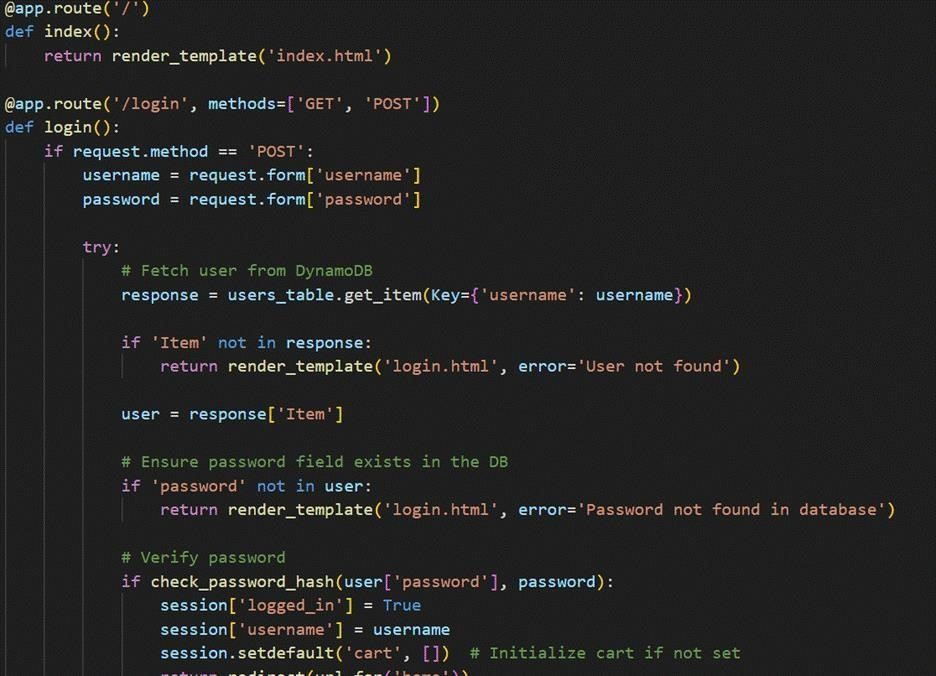 @app.route('/')
def index():
    return render_template('index.html')

@app.route('/login', methods=['GET', 'POST'])
def login():
    if request.method == 'POST':
        username = request.form['username']
        password = request.form['password']

        try:
            # Fetch user from DynamoDB
            response = users_table.get_item(Key={'username': username})

            if 'Item' not in response:
                return render_template('login.html', error='User not found')

            user = response['Item']

            # Ensure password field exists in the DB
            if 'password' not in user:
                return render_template('login.html', error='Password not found in database')

            # Verify password
            if check_password_hash(user['password'], password):
                session['logged_in'] = True
                session['username'] = username
                session.setdefault('cart', [])  # Initialize cart if not set
                return redirect(url_for('home'))